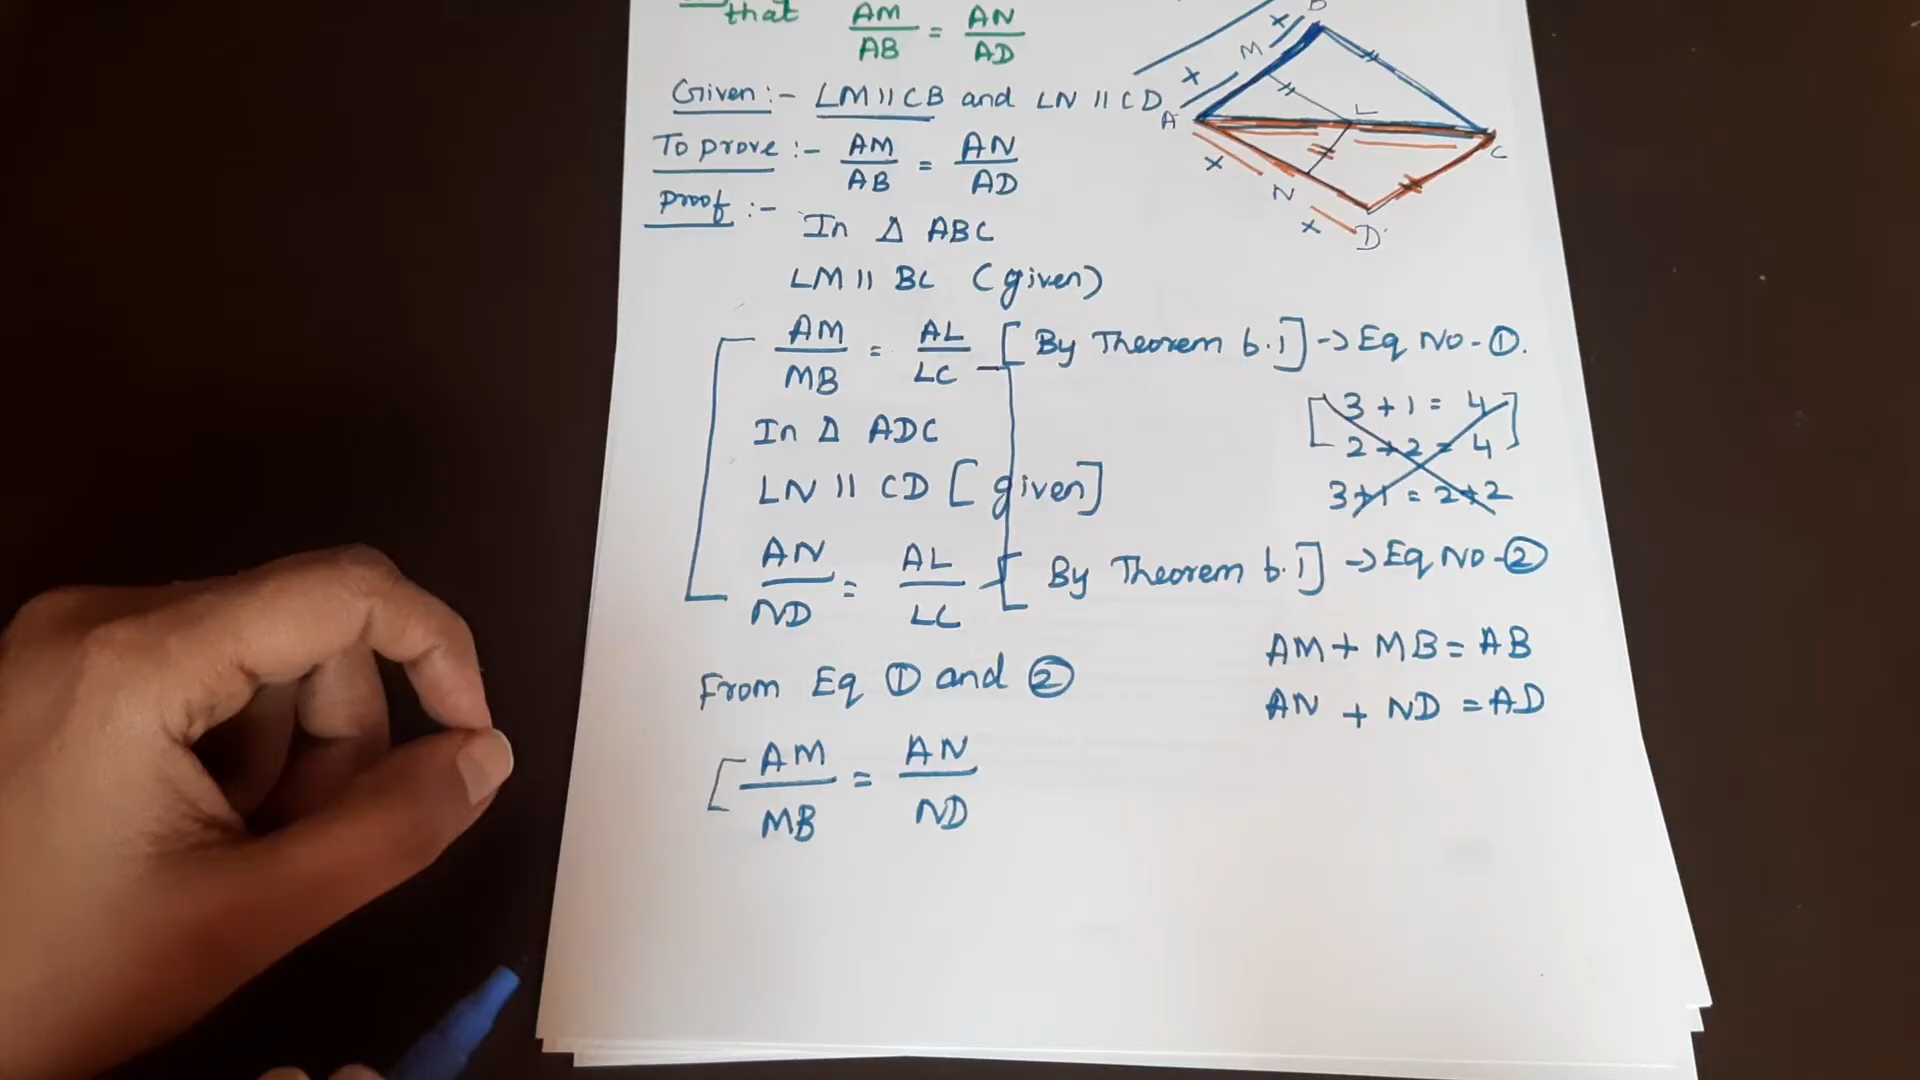 that AM/AB = AN/AD
Given :- LM || CB and LN || CD
To prove :- AM/AB = AN/AD
Proof :-
In Δ ABC
LM || BC (given)
AM/MB = AL/LC [By Theorem 6.1] → Eq No - ①.
In Δ ADC
LN || CD [given]
AN/ND = AL/LC [By Theorem 6.1] → Eq No - ②
From Eq ① and ②
AM/MB = AN/ND
3 + 1 = 4
2 + 2 = 4
3 + 1 = 2 + 2
AM + MB = AB
AN + ND = AD
x
M
x
A
L
C
x
N
x
D